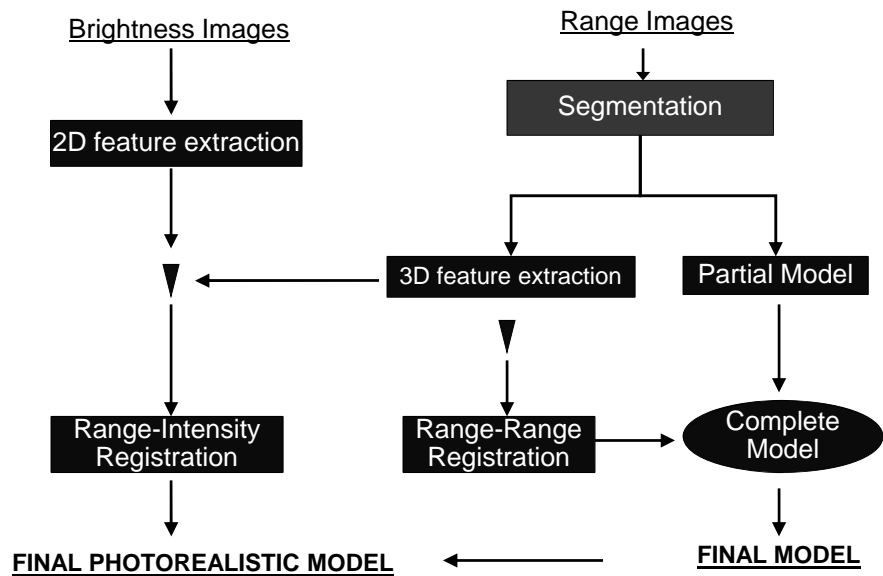 Brightness Images
Range Images
Segmentation
2D feature extraction
3D feature extraction
Partial Model
Range-Intensity
Registration
Range-Range
Registration
Complete
Model
FINAL PHOTOREALISTIC MODEL
FINAL MODEL